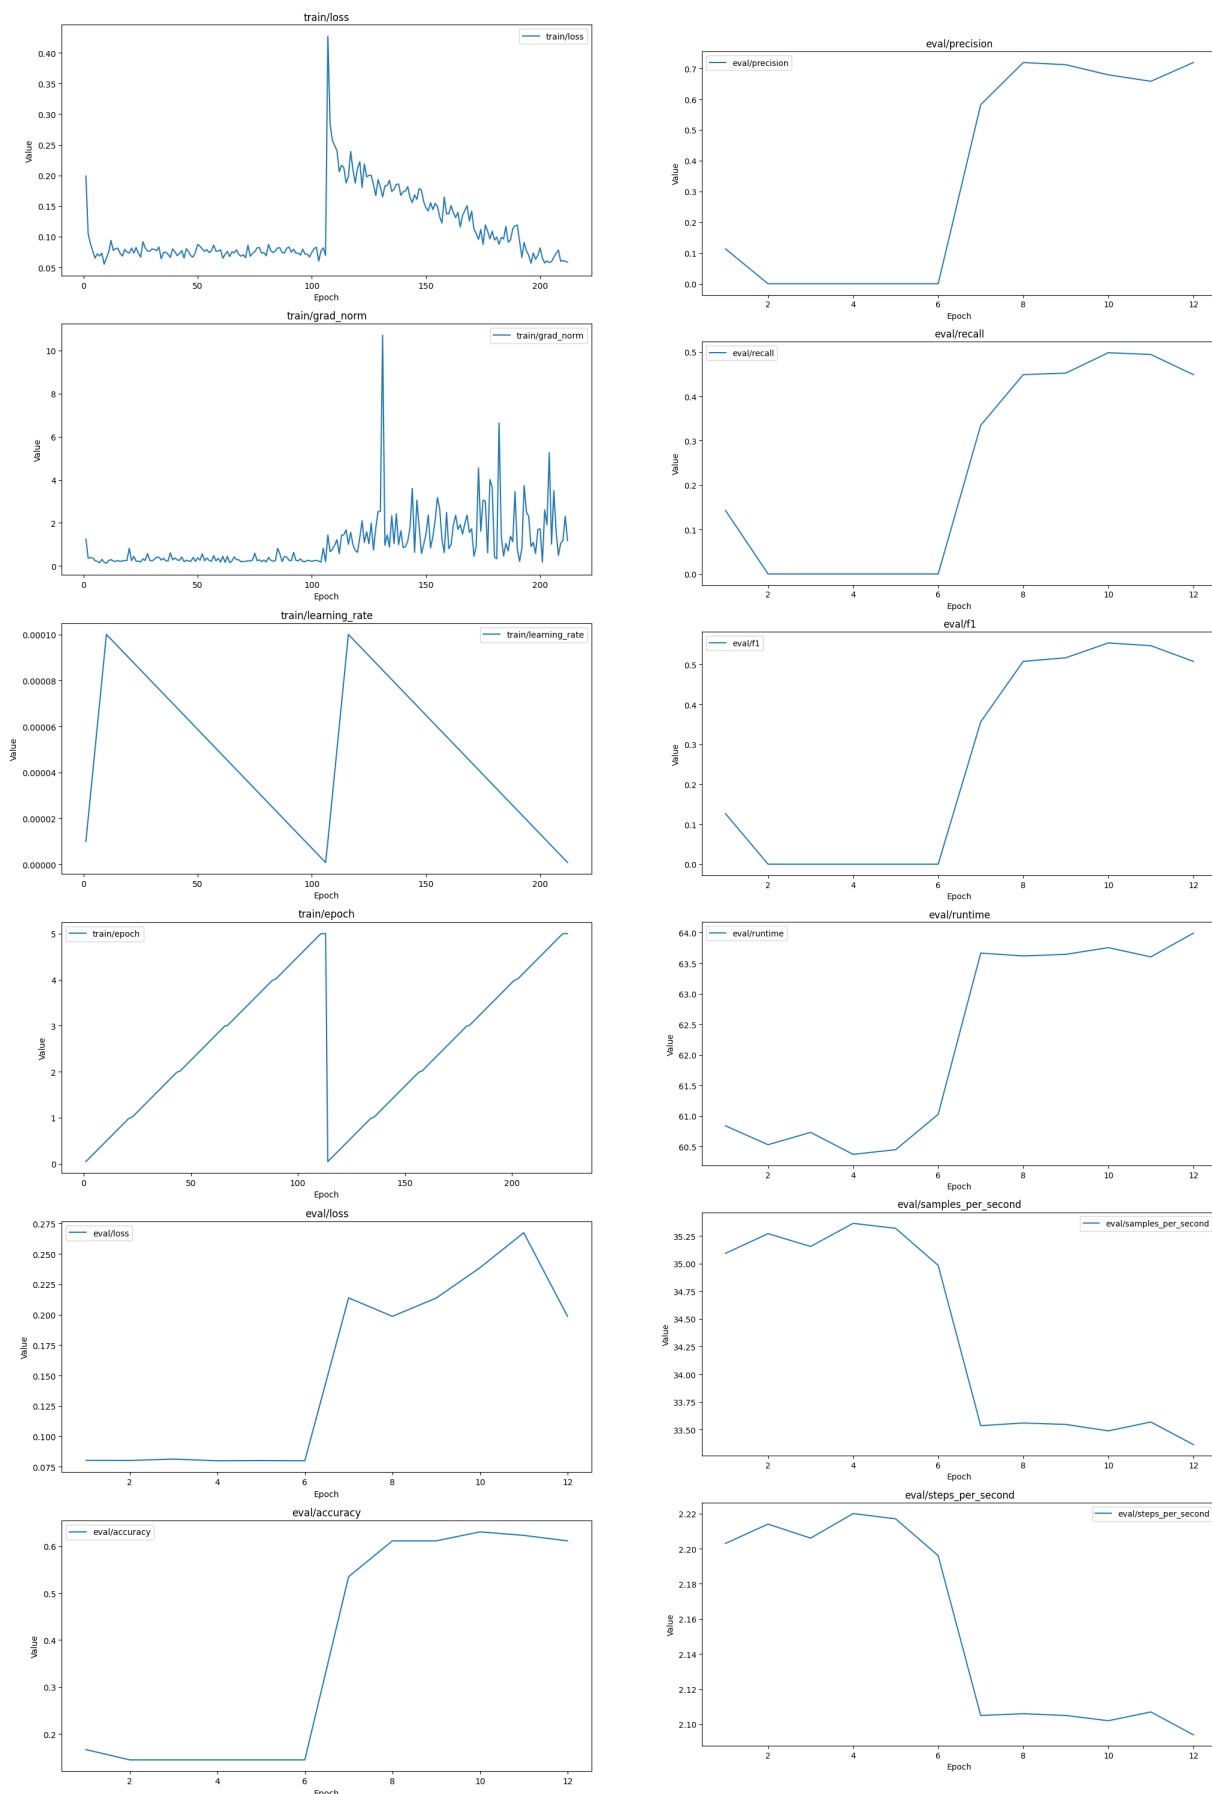 train/loss
train/loss
0.40
0.35
0.30
0.25
0.20
0.15
0.10
0.05
Value
0 50 100 150 200
Epoch
train/grad_norm
train/grad_norm
10
8
6
4
2
0
Value
0 50 100 150 200
Epoch
train/learning_rate
train/learning_rate
0.00010
0.00008
0.00006
0.00004
0.00002
0.00000
Value
0 50 100 150 200
Epoch
train/epoch
train/epoch
5
4
3
2
1
0
Value
0 50 100 150 200
Epoch
eval/loss
eval/loss
0.275
0.250
0.225
0.200
0.175
0.150
0.125
0.100
0.075
Value
2 4 6 8 10 12
Epoch
eval/accuracy
eval/accuracy
0.6
0.5
0.4
0.3
0.2
Value
2 4 6 8 10 12
Epoch
eval/precision
eval/precision
0.7
0.6
0.5
0.4
0.3
0.2
0.1
0.0
Value
2 4 6 8 10 12
Epoch
eval/recall
eval/recall
0.5
0.4
0.3
0.2
0.1
0.0
Value
2 4 6 8 10 12
Epoch
eval/f1
eval/f1
0.5
0.4
0.3
0.2
0.1
0.0
Value
2 4 6 8 10 12
Epoch
eval/runtime
eval/runtime
64.0
63.5
63.0
62.5
62.0
61.5
61.0
60.5
Value
2 4 6 8 10 12
Epoch
eval/samples_per_second
eval/samples_per_second
35.25
35.00
34.75
34.50
34.25
34.00
33.75
33.50
Value
2 4 6 8 10 12
Epoch
eval/steps_per_second
eval/steps_per_second
2.22
2.20
2.18
2.16
2.14
2.12
2.10
Value
2 4 6 8 10 12
Epoch